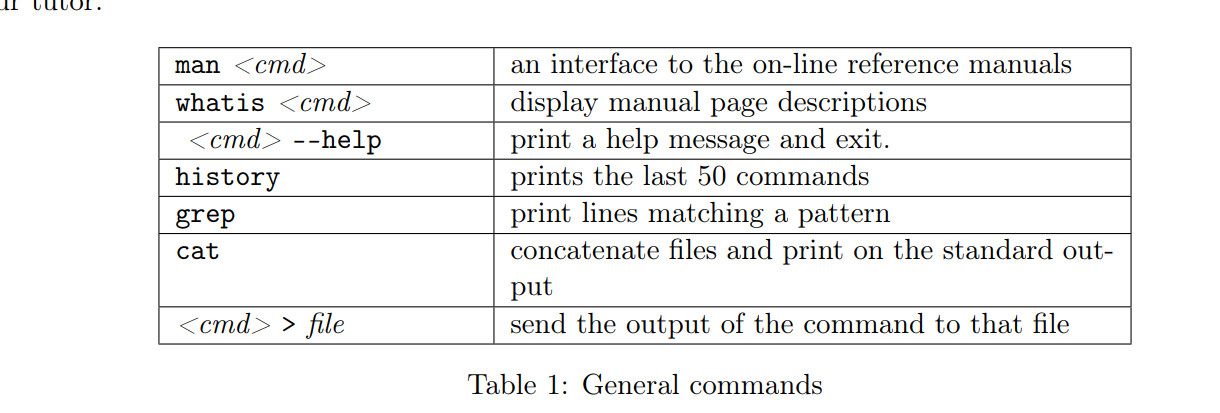 ur tutor.
man <cmd> an interface to the on-line reference manuals
whatis <cmd> display manual page descriptions
<cmd> --help print a help message and exit.
history prints the last 50 commands
grep print lines matching a pattern
cat concatenate files and print on the standard out-
put
<cmd> > file send the output of the command to that file
Table 1: General commands